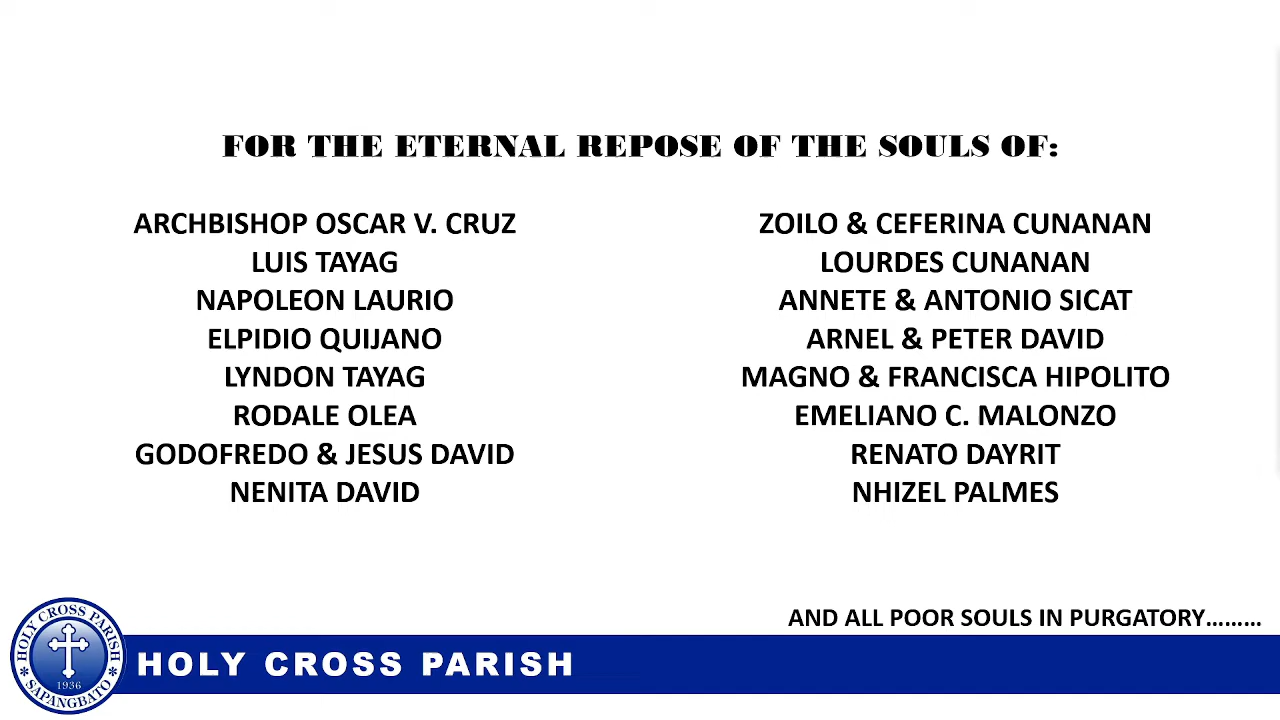 FOR THE ETERNAL REPOSE OF THE SOULS OF:
ARCHBISHOP OSCAR V. CRUZ
LUIS TAYAG
NAPOLEON LAURIO
ELPIDIO QUIJANO
LYNDON TAYAG
RODALE OLEA
GODOFREDO & JESUS DAVID
NENITA DAVID
ZOILO & CEFERINA CUNANAN
LOURDES CUNANAN
ANNETE & ANTONIO SICAT
ARNEL & PETER DAVID
MAGNO & FRANCISCA HIPOLITO
EMELIANO C. MALONZO
RENATO DAYRIT
NHIZEL PALMES
AND ALL POOR SOULS IN PURGATORY.........
HOLY CROSS PARISH
1936
SAPANGBATO
HOLY CROSS PARISH